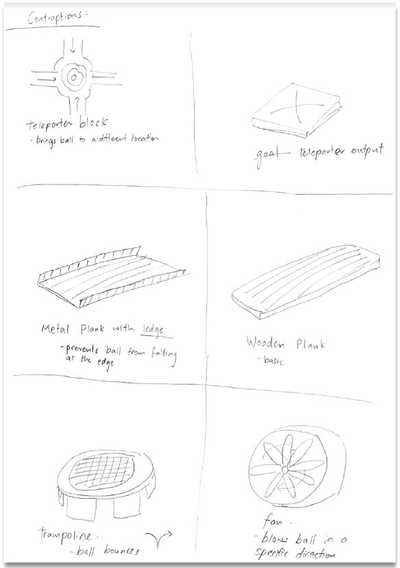 Contraptions:
teleporter block
- brings ball to a different location
goal teleporter output
Metal Plank with ledge
- prevents ball from falling
at the edge
Wooden Plank
- basic
trampoline.
- ball bounces
fan.
- blows ball in a
specific direction